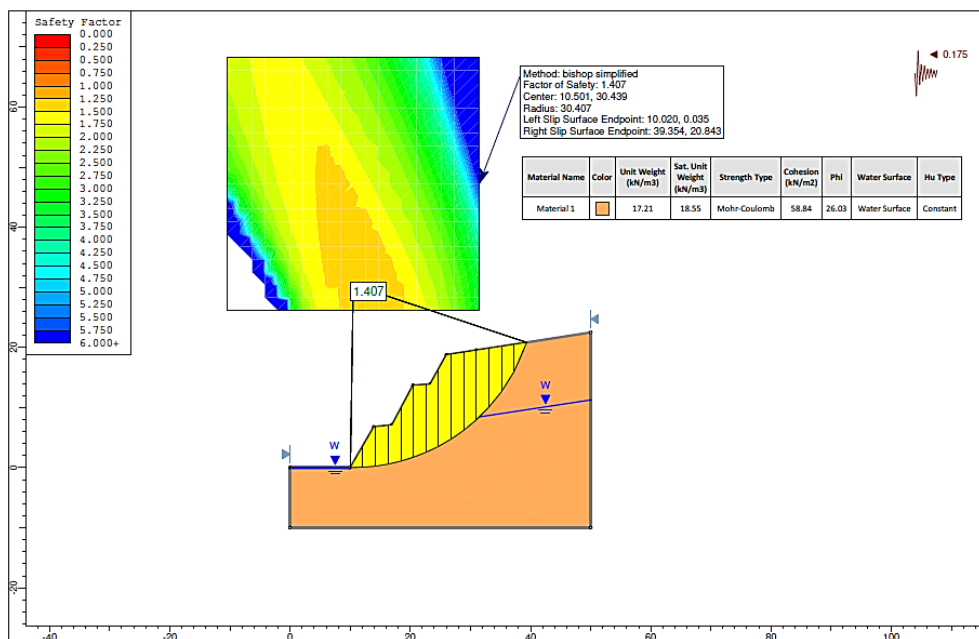 Safety Factor
0.000
0.250
0.500
0.750
1.000
1.250
1.500
1.750
2.000
2.250
2.500
2.750
3.000
3.250
3.500
3.750
4.000
4.250
4.500
4.750
5.000
5.250
5.500
5.750
6.000+
0.175
Method: bishop simplified
Factor of Safety: 1.407
Center: 10.501, 30.439
Radius: 30.407
Left Slip Surface Endpoint: 10.020, 0.035
Right Slip Surface Endpoint: 39.354, 20.843
Material Name Color Unit Weight (kN/m3) Sat. Unit Weight (kN/m3) Strength Type Cohesion (kN/m2) Phi Water Surface Hu Type
Material 1 17.21 18.55 Mohr-Coulomb 58.84 26.03 Water Surface Constant
1.407
W
W
60
40
20
0
-20
-40 -20 0 20 40 60 80 100